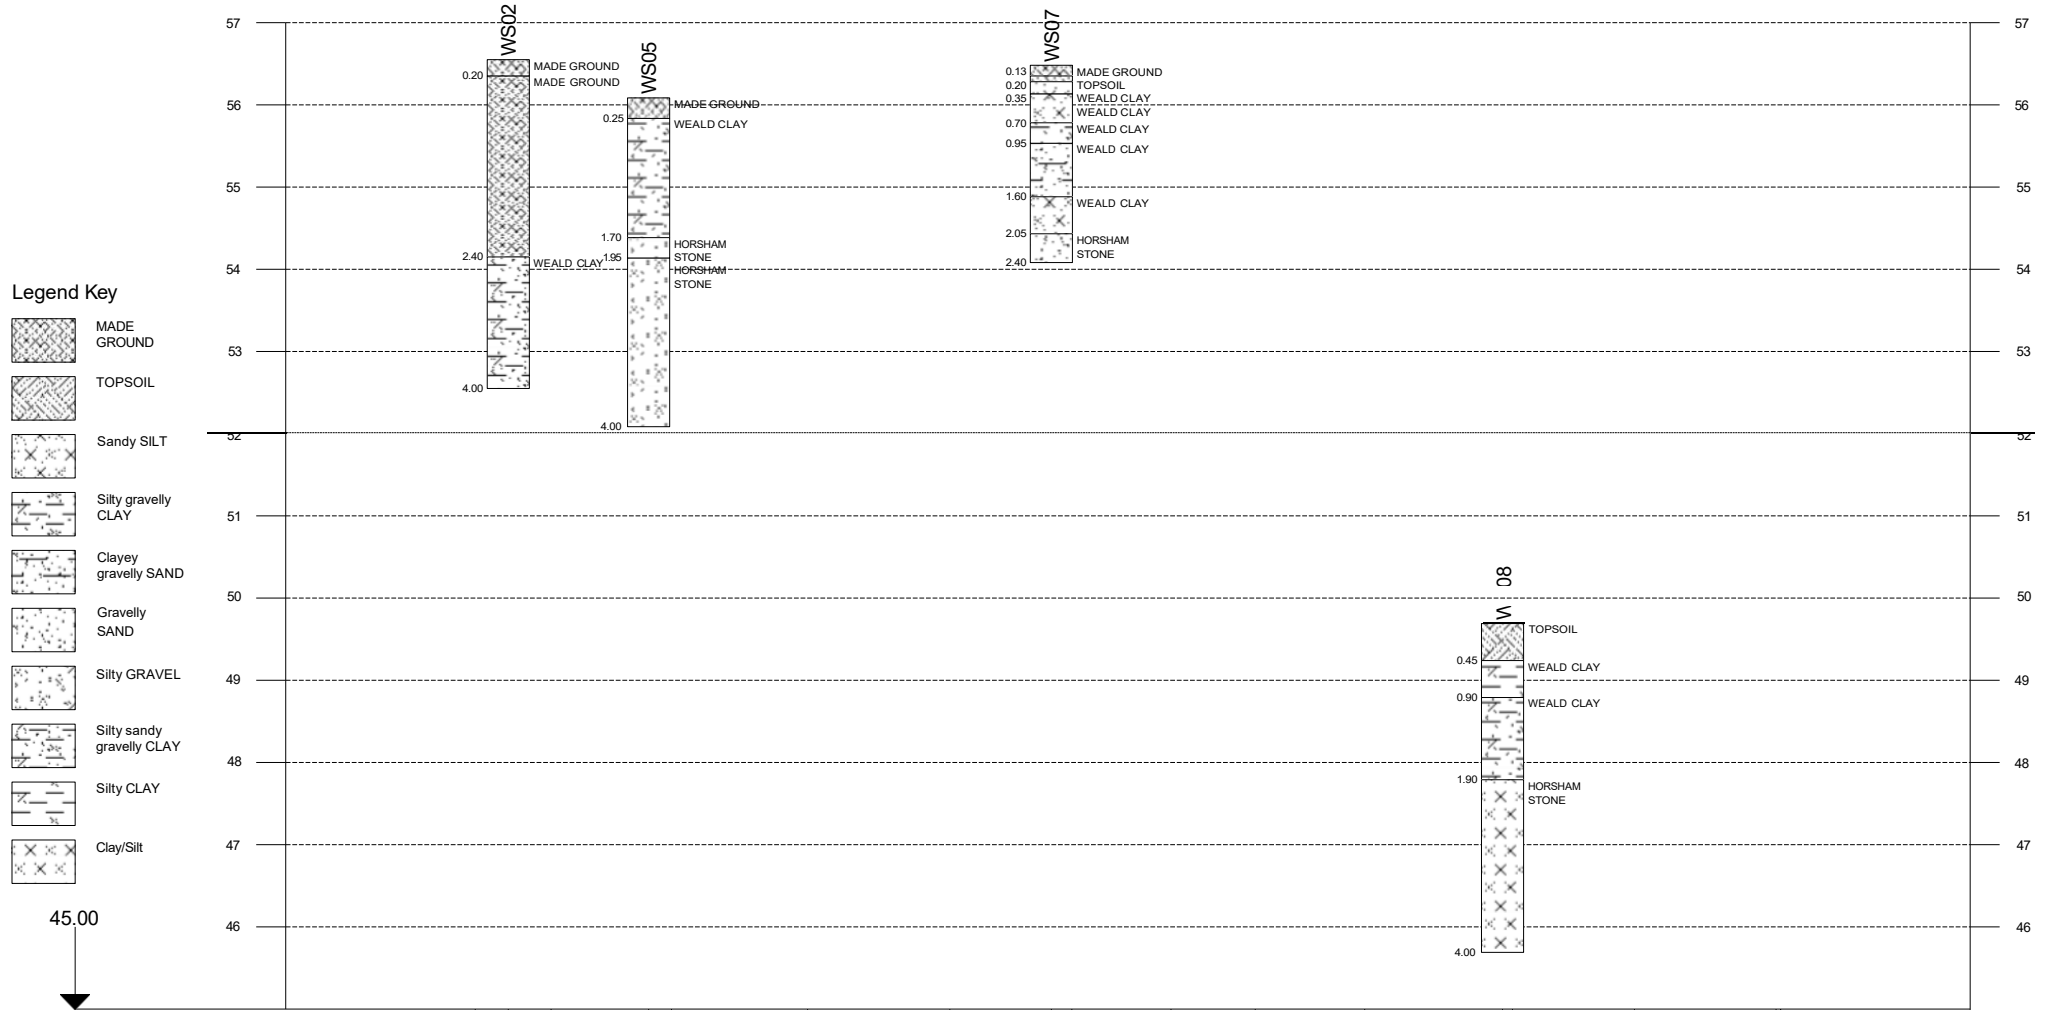 57
57
WS02
WS05
WS07
MADE GROUND
0.20
MADE GROUND
MADE GROUND
0.25
WEALD CLAY
0.13
MADE GROUND
0.20
TOPSOIL
0.35
WEALD CLAY
WEALD CLAY
0.70
WEALD CLAY
0.95
WEALD CLAY
1.60
WEALD CLAY
2.05
HORSHAM
STONE
2.40
56
56
55
55
1.70
HORSHAM
STONE
1.95
HORSHAM
STONE
2.40
WEALD CLAY
54
54
53
53
4.00
4.00
52
52
51
51
50
50
08
TOPSOIL
0.45
WEALD CLAY
0.90
WEALD CLAY
1.90
HORSHAM
STONE
4.00
49
49
48
48
47
47
46
46
Legend Key
MADE
GROUND
TOPSOIL
Sandy SILT
Silty gravelly
CLAY
Clayey
gravelly SAND
Gravelly
SAND
Silty GRAVEL
Silty sandy
gravelly CLAY
Silty CLAY
Clay/Silt
45.00